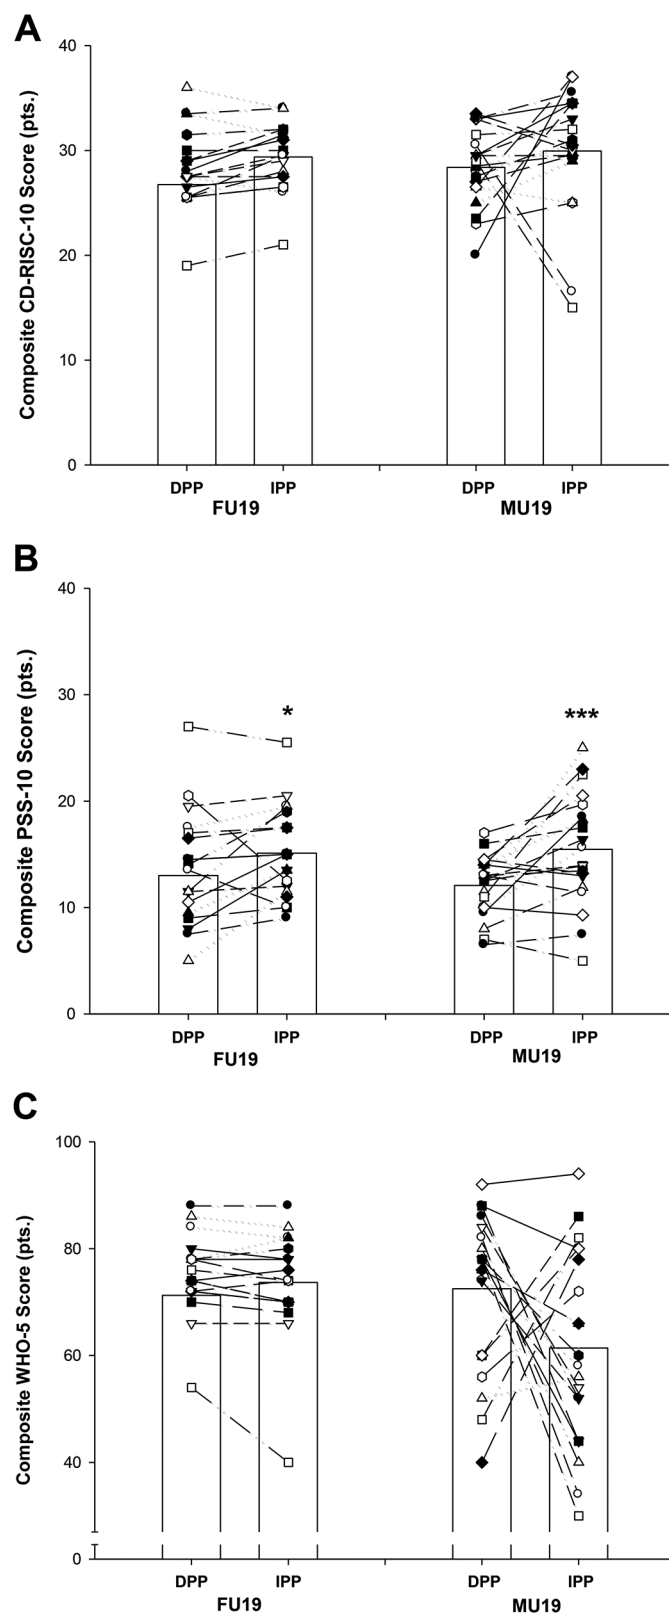 A
Composite CD-RISC-10 Score (pts.)
40
30
20
10
0
DPP IPP DPP IPP
FU19 MU19
B
Composite PSS-10 Score (pts.)
40
30
20
10
0
* ***
DPP IPP DPP IPP
FU19 MU19
C
Composite WHO-5 Score (pts.)
100
80
60
40
0
DPP IPP DPP IPP
FU19 MU19